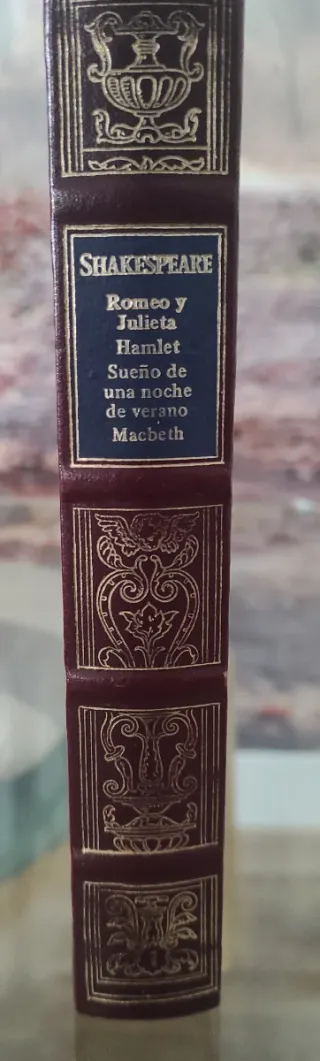 SHAKESPEARE
Romeo y
Julieta
Hamlet
Sueño de
una noche
de verano
Macbeth